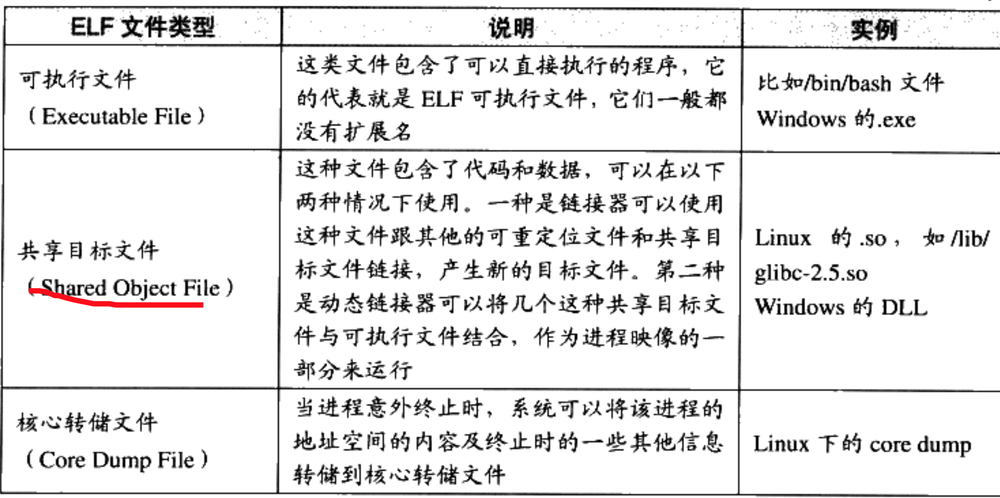 ELF 文件类型 说明 实例
可执行文件
（Executable File）
这类文件包含了可以直接执行的程序，它
的代表就是 ELF 可执行文件，它们一般都
没有扩展名
比如/bin/bash 文件
Windows 的.exe
共享目标文件
（Shared Object File）
这种文件包含了代码和数据，可以在以下
两种情况下使用。一种是链接器可以使用
这种文件跟其他的可重定位文件和共享目
标文件链接，产生新的目标文件。第二种
是动态链接器可以将几个这种共享目标文
件与可执行文件结合，作为进程映像的一
部分来运行
Linux 的 .so， 如 /lib/
glibc-2.5.so
Windows 的 DLL
核心转储文件
（Core Dump File）
当进程意外终止时，系统可以将该进程的
地址空间的内容及终止时的一些其他信息
转储到核心转储文件
Linux 下的 core dump